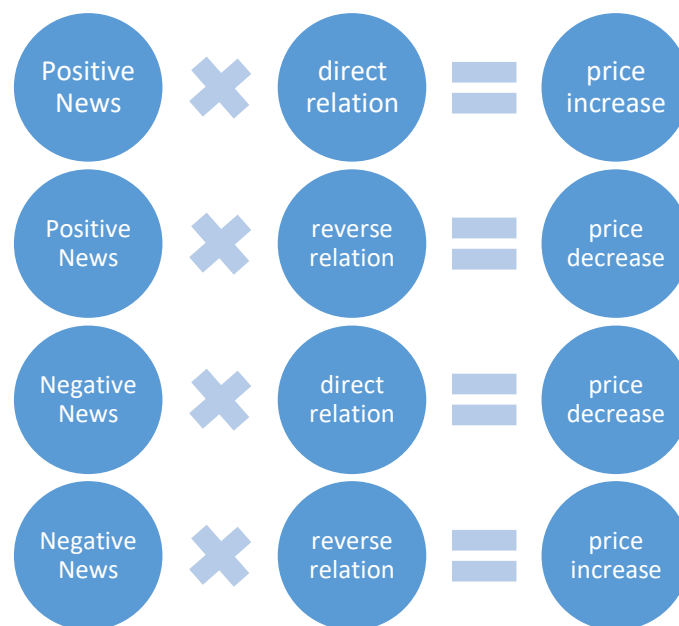 Positive
News
direct
relation
price
increase
Positive
News
reverse
relation
price
decrease
Negative
News
direct
relation
price
decrease
Negative
News
reverse
relation
price
increase